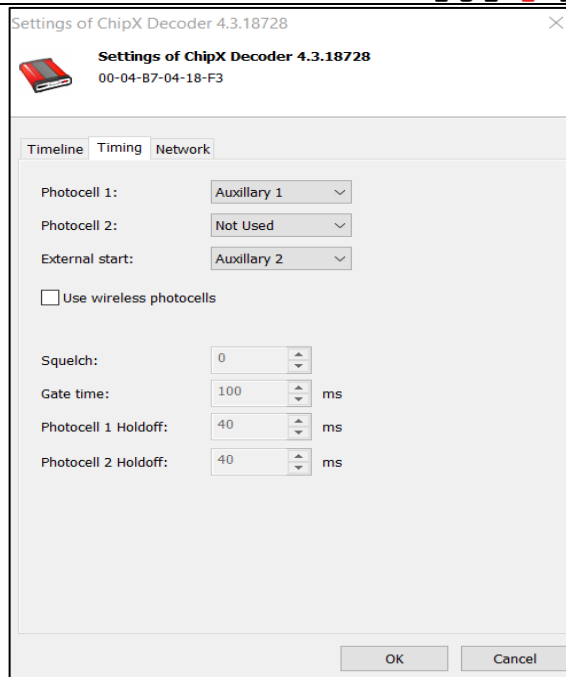 Settings of ChipX Decoder 4.3.18728
Settings of ChipX Decoder 4.3.18728
00-04-B7-04-18-F3
Timeline Timing Network
Photocell 1: Auxillary 1
Photocell 2: Not Used
External start: Auxillary 2
Use wireless photocells
Squelch: 0
Gate time: 100 ms
Photocell 1 Holdoff: 40 ms
Photocell 2 Holdoff: 40 ms
OK Cancel